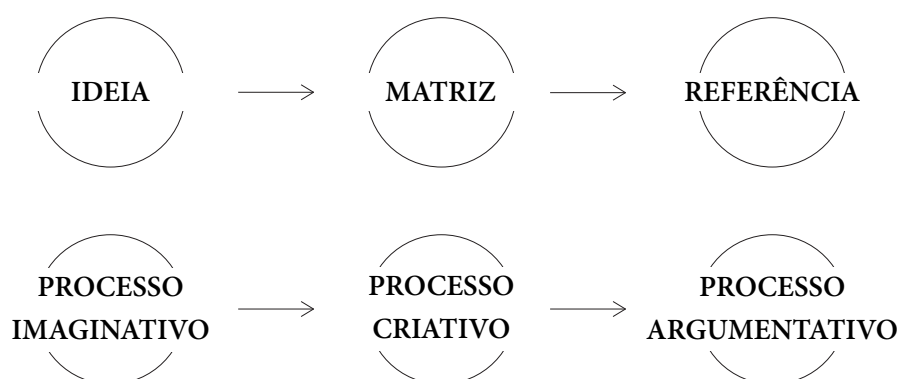 IDEIA
MATRIZ
REFERÊNCIA
PROCESSO
IMAGINATIVO
PROCESSO
CRIATIVO
PROCESSO
ARGUMENTATIVO